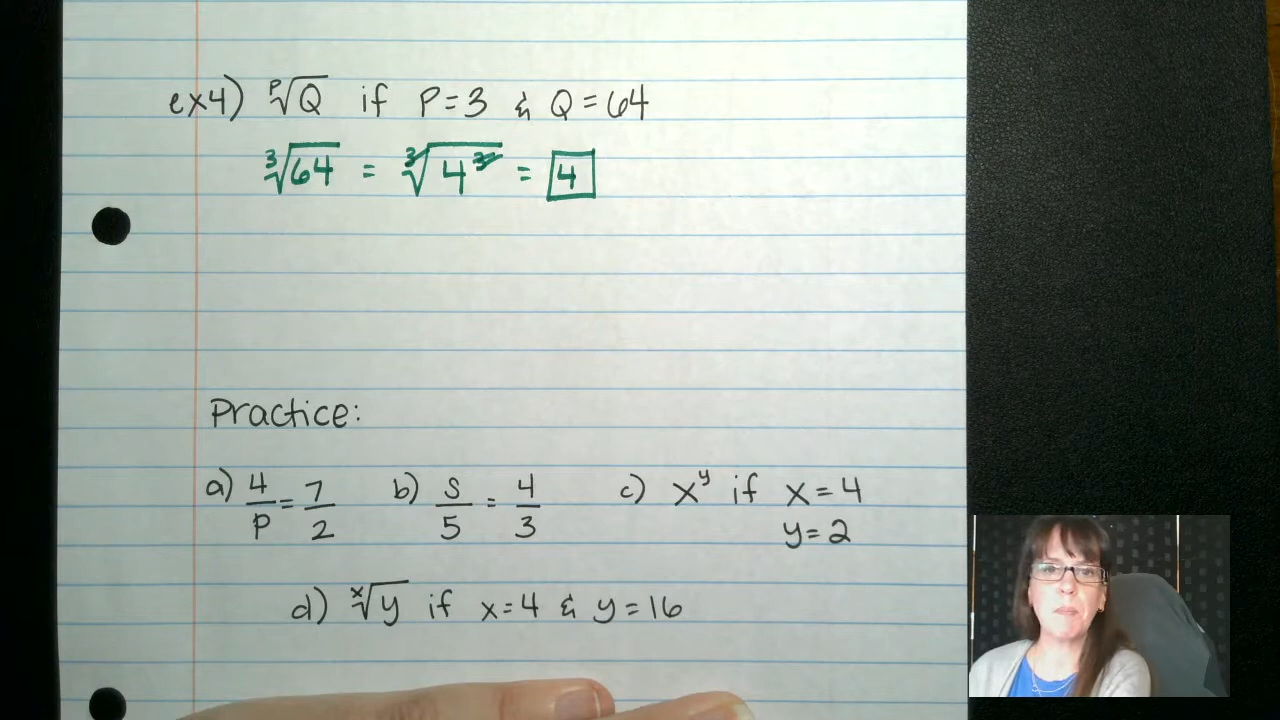 ex4) ᴾ√Q if P=3 & Q=64
³√64 = ³√4³ = 4
Practice:
a) 4/P = 7/2 b) S/5 = 4/3 c) xʸ if x=4
y=2
d) ˣ√y if x=4 & y=16